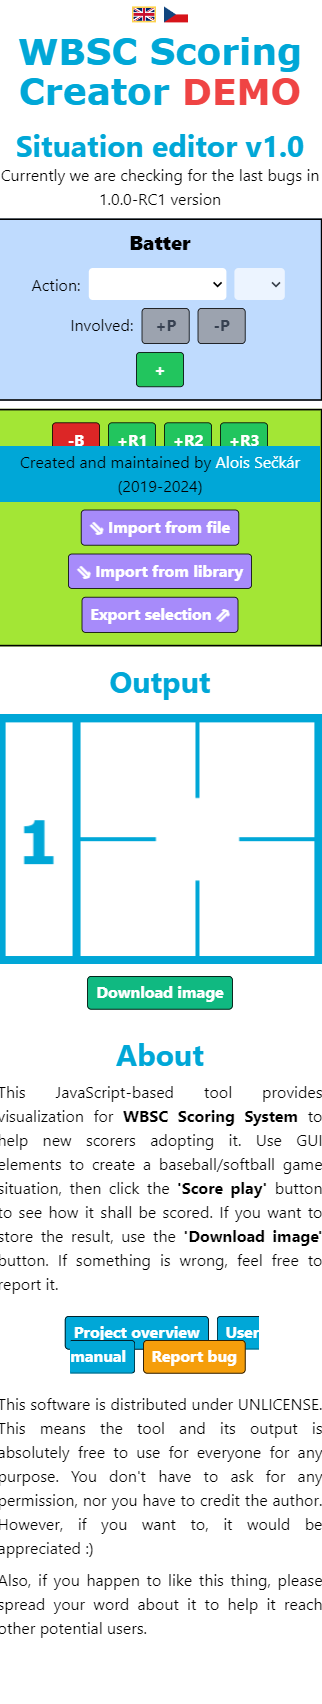 WBSC Scoring
Creator DEMO
Situation editor v1.0
Currently we are checking for the last bugs in
1.0.0-RC1 version
Batter
Action:
Involved: +P -P
+
-B +R1 +R2 +R3
Created and maintained by Alois Sečkár
(2019-2024)
Import from file
Import from library
Export selection
Output
1
Download image
About
This JavaScript-based tool provides
visualization for WBSC Scoring System to
help new scorers adopting it. Use GUI
elements to create a baseball/softball game
situation, then click the 'Score play' button
to see how it shall be scored. If you want to
store the result, use the 'Download image'
button. If something is wrong, feel free to
report it.
Project overview User
manual Report bug
This software is distributed under UNLICENSE.
This means the tool and its output is
absolutely free to use for everyone for any
purpose. You don't have to ask for any
permission, nor you have to credit the author.
However, if you want to, it would be
appreciated :)
Also, if you happen to like this thing, please
spread your word about it to help it reach
other potential users.